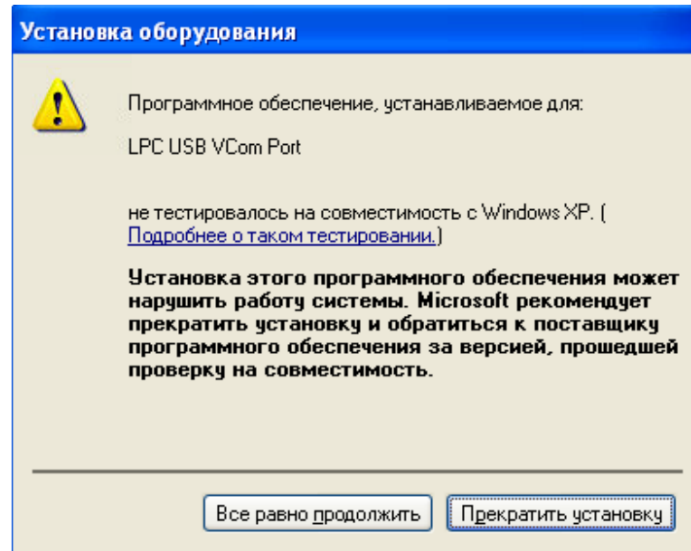 Установка оборудования
Программное обеспечение, устанавливаемое для:
LPC USB VCom Port
не тестировалось на совместимость с Windows XP. (
Подробнее о таком тестировании.)
Установка этого программного обеспечения может
нарушить работу системы. Microsoft рекомендует
прекратить установку и обратиться к поставщику
программного обеспечения за версией, прошедшей
проверку на совместимость.
Все равно продолжить
Прекратить установку